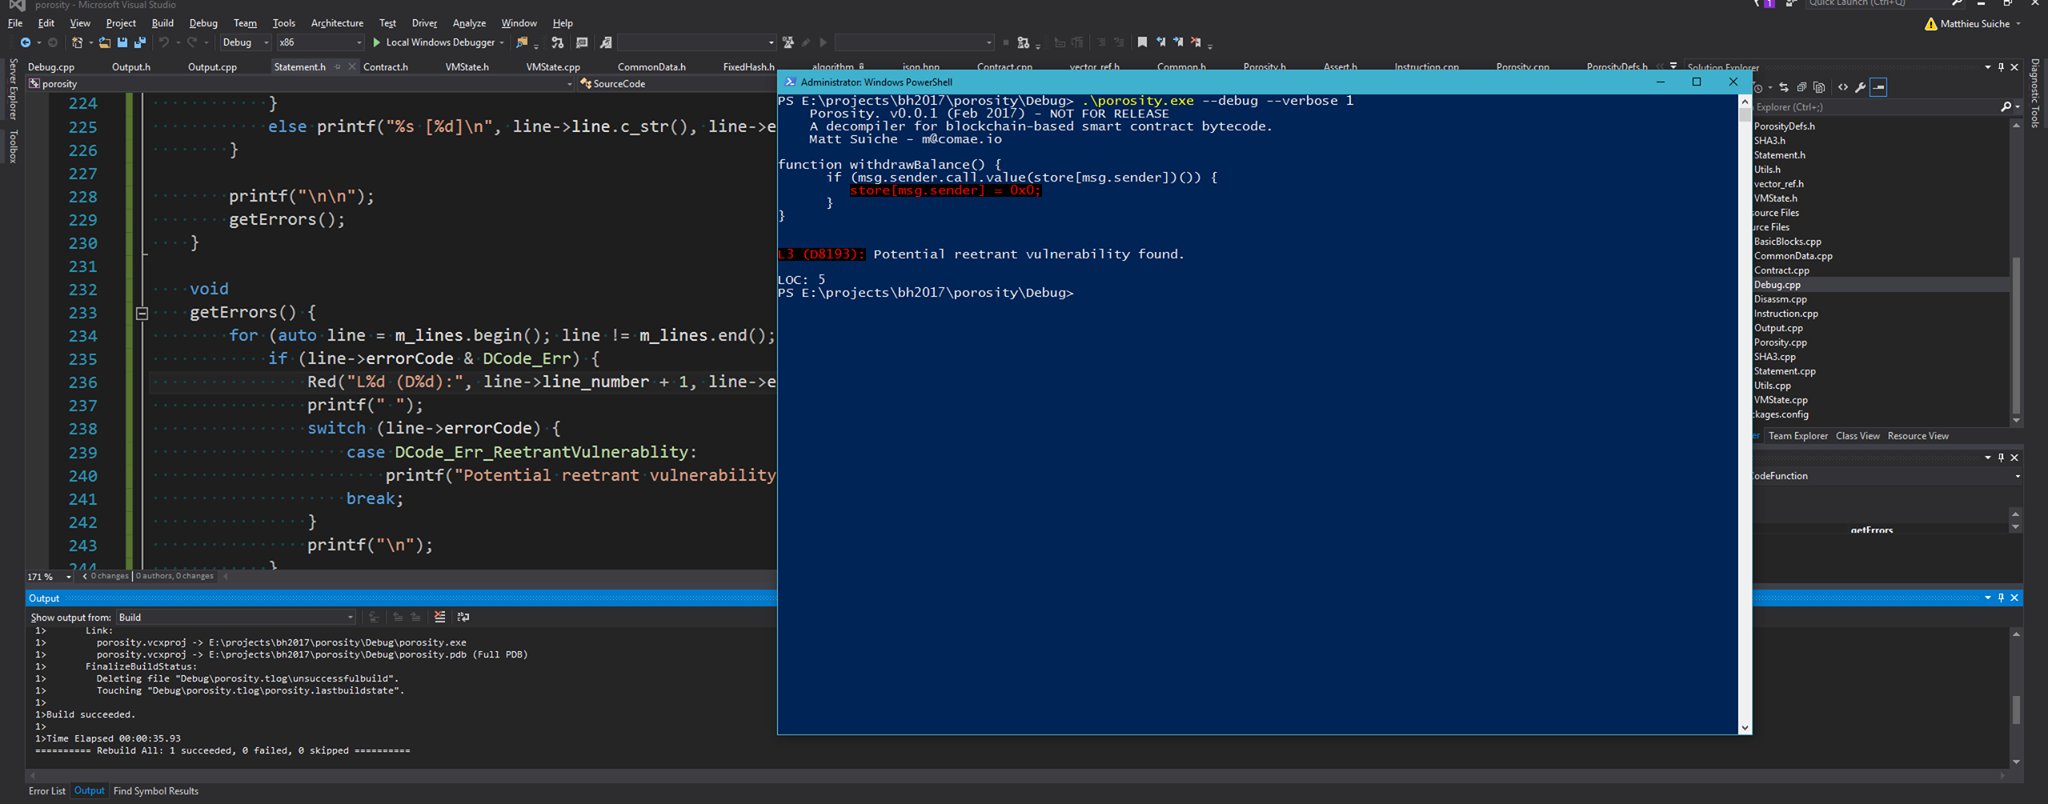 porosity - Microsoft Visual Studio
Quick Launch (Ctrl+Q)
File Edit View Project Build Debug Team Tools Architecture Test Driver Analyze Window Help
Matthieu Suiche
Debug x86 Local Windows Debugger
Debug.cpp Output.h Output.cpp Statement.h Contract.h VMState.h VMState.cpp CommonData.h FixedHash.h algorithm_8 json.hpp Contract.cpp vector_ref.h Common.h Porosity.h Assert.h Instruction.cpp Porosity.cpp PorosityDefs.h
porosity SourceCode
Server Explorer
Toolbox
224 }
225 else printf("%s [%d]\n", line->line.c_str(), line->e
226 }
227
228 printf("\n\n");
229 getErrors();
230 }
231
232 void
233 getErrors() {
234 for (auto line = m_lines.begin(); line != m_lines.end();
235 if (line->errorCode & DCode_Err) {
236 Red("L%d (D%d):", line->line_number + 1, line->e
237 printf(" ");
238 switch (line->errorCode) {
239 case DCode_Err_ReetrantVulnerablity:
240 printf("Potential reetrant vulnerability
241 break;
242 }
243 printf("\n");
244 }
171 % 0 changes | 0 authors, 0 changes
Administrator: Windows PowerShell
PS E:\projects\bh2017\porosity\Debug> .\porosity.exe --debug --verbose 1
Porosity. v0.0.1 (Feb 2017) - NOT FOR RELEASE
A decompiler for blockchain-based smart contract bytecode.
Matt Suiche - m@comae.io
function withdrawBalance() {
if (msg.sender.call.value(store[msg.sender])()) {
store[msg.sender] = 0x0;
}
}
L3 (D8193): Potential reetrant vulnerability found.
LOC: 5
PS E:\projects\bh2017\porosity\Debug>
Solution Explorer
Explorer (Ctrl+;)
PorosityDefs.h
SHA3.h
Statement.h
Utils.h
vector_ref.h
VMState.h
source Files
urce Files
BasicBlocks.cpp
CommonData.cpp
Contract.cpp
Debug.cpp
Disassm.cpp
Instruction.cpp
Output.cpp
Porosity.cpp
SHA3.cpp
Statement.cpp
Utils.cpp
VMState.cpp
ckages.config
er Team Explorer Class View Resource View
CodeFunction
getErrors
Diagnostic Tools
Output
Show output from: Build
1> Link:
1> porosity.vcxproj -> E:\projects\bh2017\porosity\Debug\porosity.exe
1> porosity.vcxproj -> E:\projects\bh2017\porosity\Debug\porosity.pdb (Full PDB)
1> FinalizeBuildStatus:
1> Deleting file "Debug\porosity.tlog\unsuccessfulbuild".
1> Touching "Debug\porosity.tlog\porosity.lastbuildstate".
1>
1>Build succeeded.
1>
1>Time Elapsed 00:00:35.93
========== Rebuild All: 1 succeeded, 0 failed, 0 skipped ==========
Error List Output Find Symbol Results